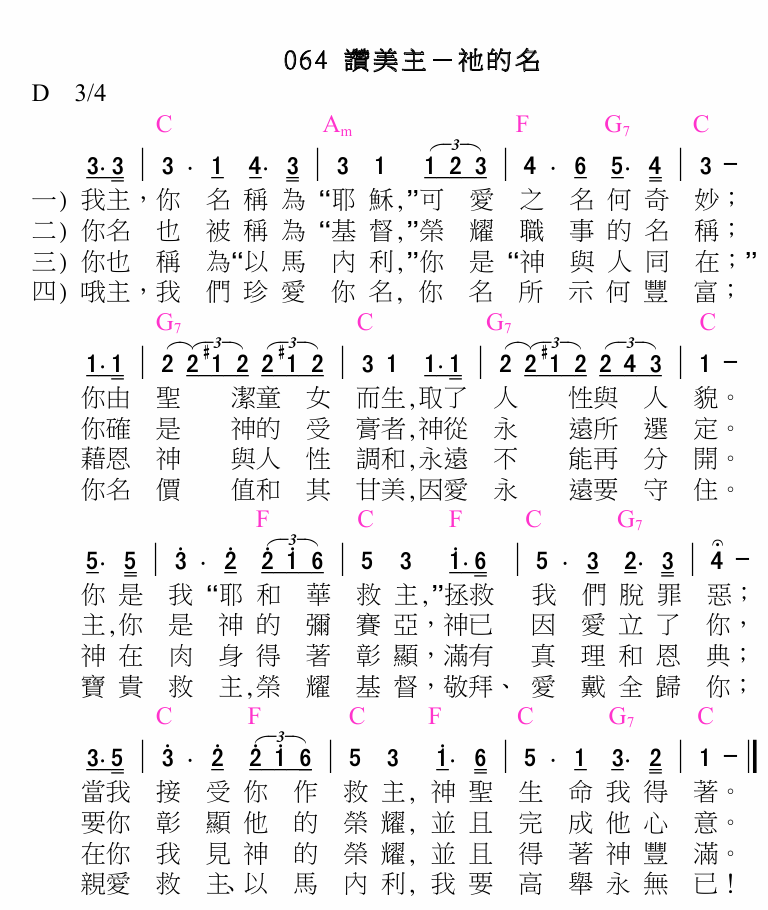 064 讚美主－祂的名
D 3/4
C Am F G7 C
3· 3 | 3 · 1 4· 3 | 3 1 1 2 3 | 4 · 6 5· 4 | 3 －
一) 我主，你名稱為“耶穌,”可愛之名何奇妙；
二) 你名也被稱為“基督,”榮耀職事的名稱；
三) 你也稱為“以馬內利,”你是“神與人同在；”
四) 哦主，我們珍愛你名,你名所示何豐富；
G7 C G7 C
1· 1 | 2 2 #1 2 2 #1 2 | 3 1 1· 1 | 2 2 #1 2 2 4 3 | 1 －
你由聖潔童女而生,取了人性與人貌。
你確是神的受膏者,神從永遠所選定。
藉恩神與人性調和,永遠不能再分開。
你名價值和其甘美,因愛永遠要守住。
F C F C G7
5· 5 | 3 · 2 2 1 6 | 5 3 1· 6 | 5 · 3 2· 3 | 4 －
你是我“耶和華救主,”拯救我們脫罪惡；
主,你是神的彌賽亞，神已因愛立了你，
神在肉身得著彰顯，滿有真理和恩典；
寶貴救主,榮耀基督，敬拜、愛戴全歸你；
C F C F C G7 C
3· 5 | 3 · 2 2 1 6 | 5 3 1· 6 | 5 · 1 3· 2 | 1 －
當我接受你作救主,神聖生命我得著。
要你彰顯他的榮耀,並且完成他心意。
在你我見神的榮耀,並且得著神豐滿。
親愛救主、以馬內利,我要高舉永無已！